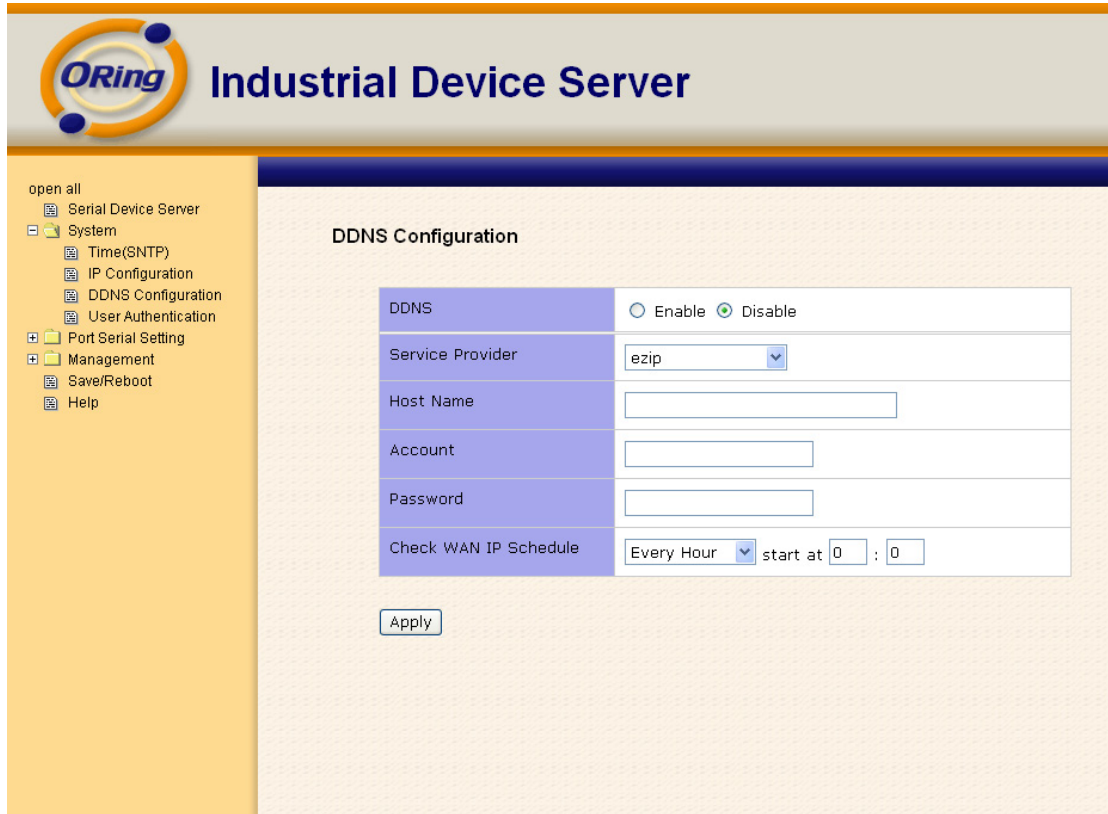 ORing
Industrial Device Server
open all
Serial Device Server
System
Time(SNTP)
IP Configuration
DDNS Configuration
User Authentication
Port Serial Setting
Management
Save/Reboot
Help
DDNS Configuration
DDNS Enable Disable
Service Provider ezip
Host Name
Account
Password
Check WAN IP Schedule Every Hour start at 0 : 0
Apply